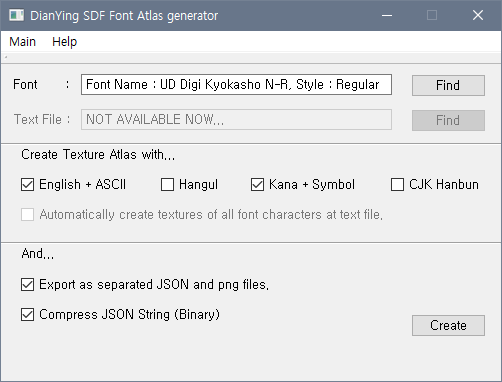 DianYing SDF Font Atlas generator
Main Help
Font : Font Name : UD Digi Kyokasho N-R, Style : Regular Find
Text File : NOT AVAILABLE NOW... Find
Create Texture Atlas with...
English + ASCII Hangul Kana + Symbol CJK Hanbun
Automatically create textures of all font characters at text file.
And...
Export as separated JSON and png files.
Compress JSON String (Binary)
Create